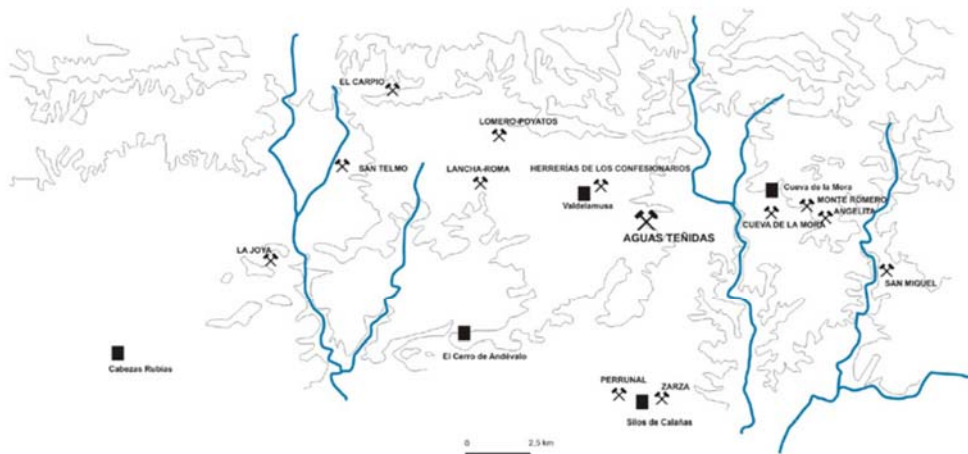 EL CARPIO
LOMERO-POYATOS
SAN TELMO
LANCHA-ROMA
HERRERÍAS DE LOS CONFESIONARIOS
Valdelamusa
Cueva de la Mora
MONTE ROMERO
ANGELITA
CUEVA DE LA MORA
AGUAS TEÑIDAS
LA JOYA
SAN MIGUEL
El Cerro de Andévalo
Cabezas Rubias
PERRUNAL
ZARZA
Silos de Calañas
0 2,5 km